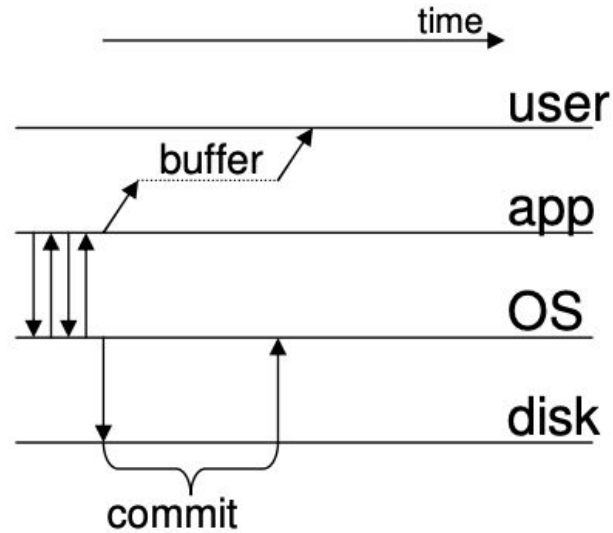 time
user
buffer
app
OS
disk
commit